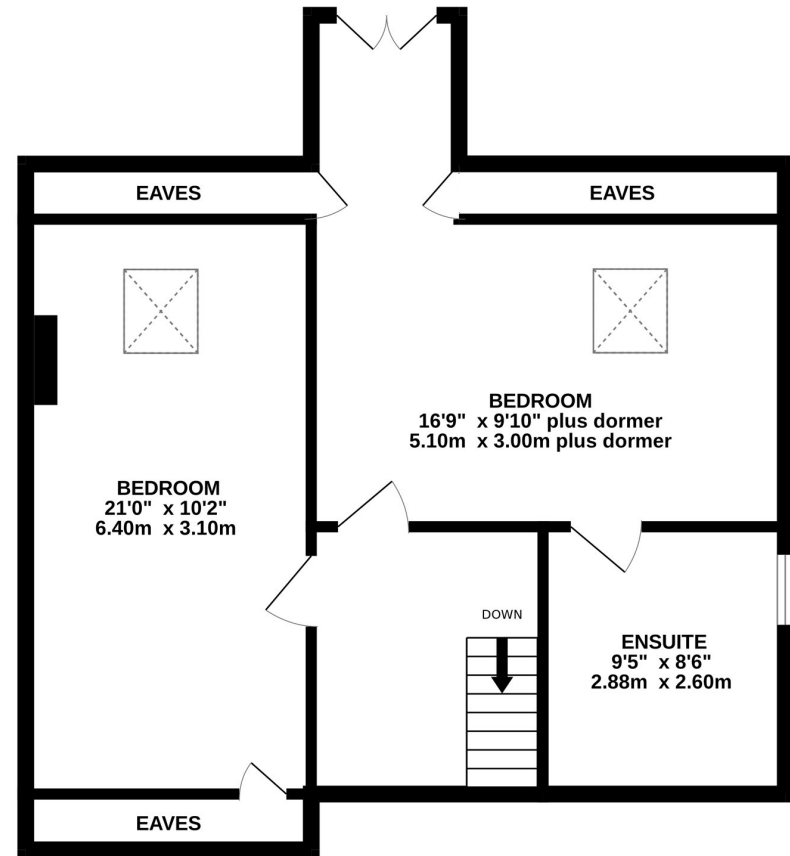 EAVES
EAVES
BEDROOM
16'9" x 9'10" plus dormer
5.10m x 3.00m plus dormer
BEDROOM
21'0" x 10'2"
6.40m x 3.10m
DOWN
ENSUITE
9'5" x 8'6"
2.88m x 2.60m
EAVES